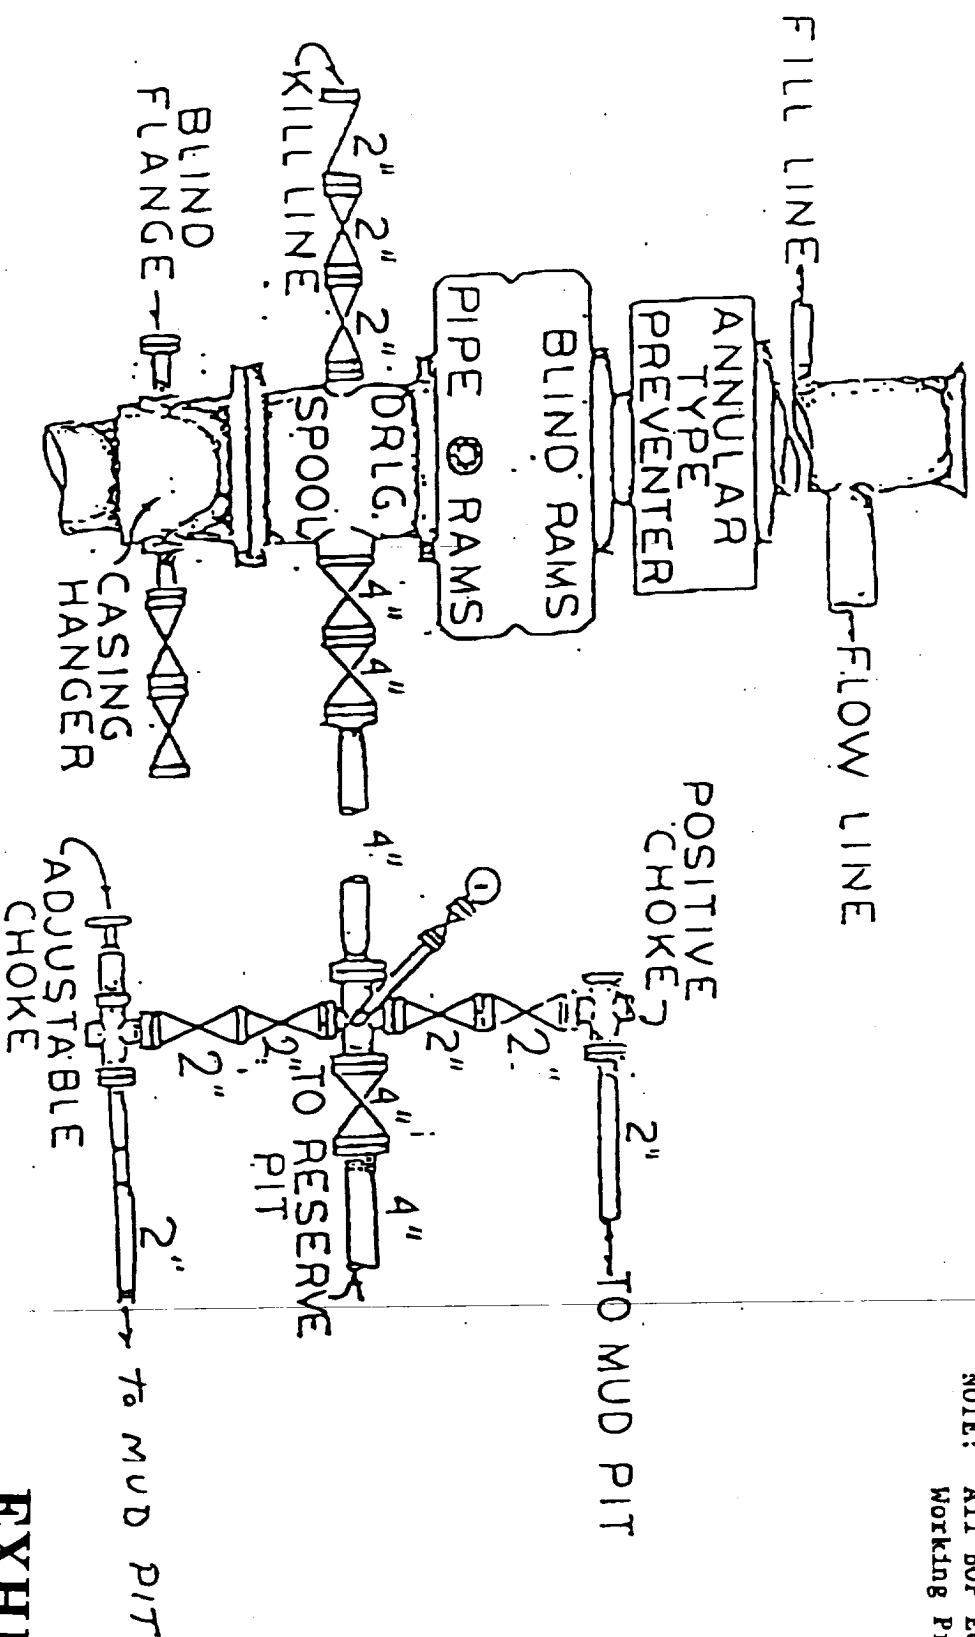 FILL LINE
FLOW LINE
ANNULAR
TYPE
PREVENTER
BLIND RAMS
PIPE RAMS
DRLG
SPOOL
2"
2"
2"
KILL LINE
4"
4"
BLIND
FLANGE
CASING
HANGER
POSITIVE
CHOKE
2"
TO MUD PIT
2"
2"
4"
4"
4"
TO RESERVE
PIT
2"
2"
ADJUSTABLE
CHOKE
2"
TO MUD PIT
NOTE: All BOP
Working